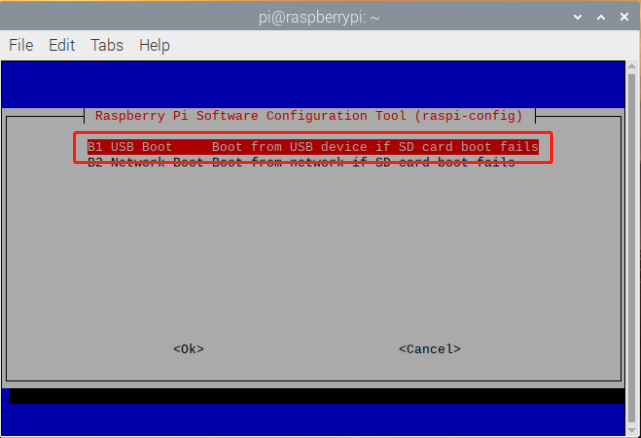 pi@raspberrypi: ~
File Edit Tabs Help
Raspberry Pi Software Configuration Tool (raspi-config)
B1 USB Boot Boot from USB device if SD card boot fails
B2 Network Boot Boot from network if SD card boot fails
<Ok> <Cancel>